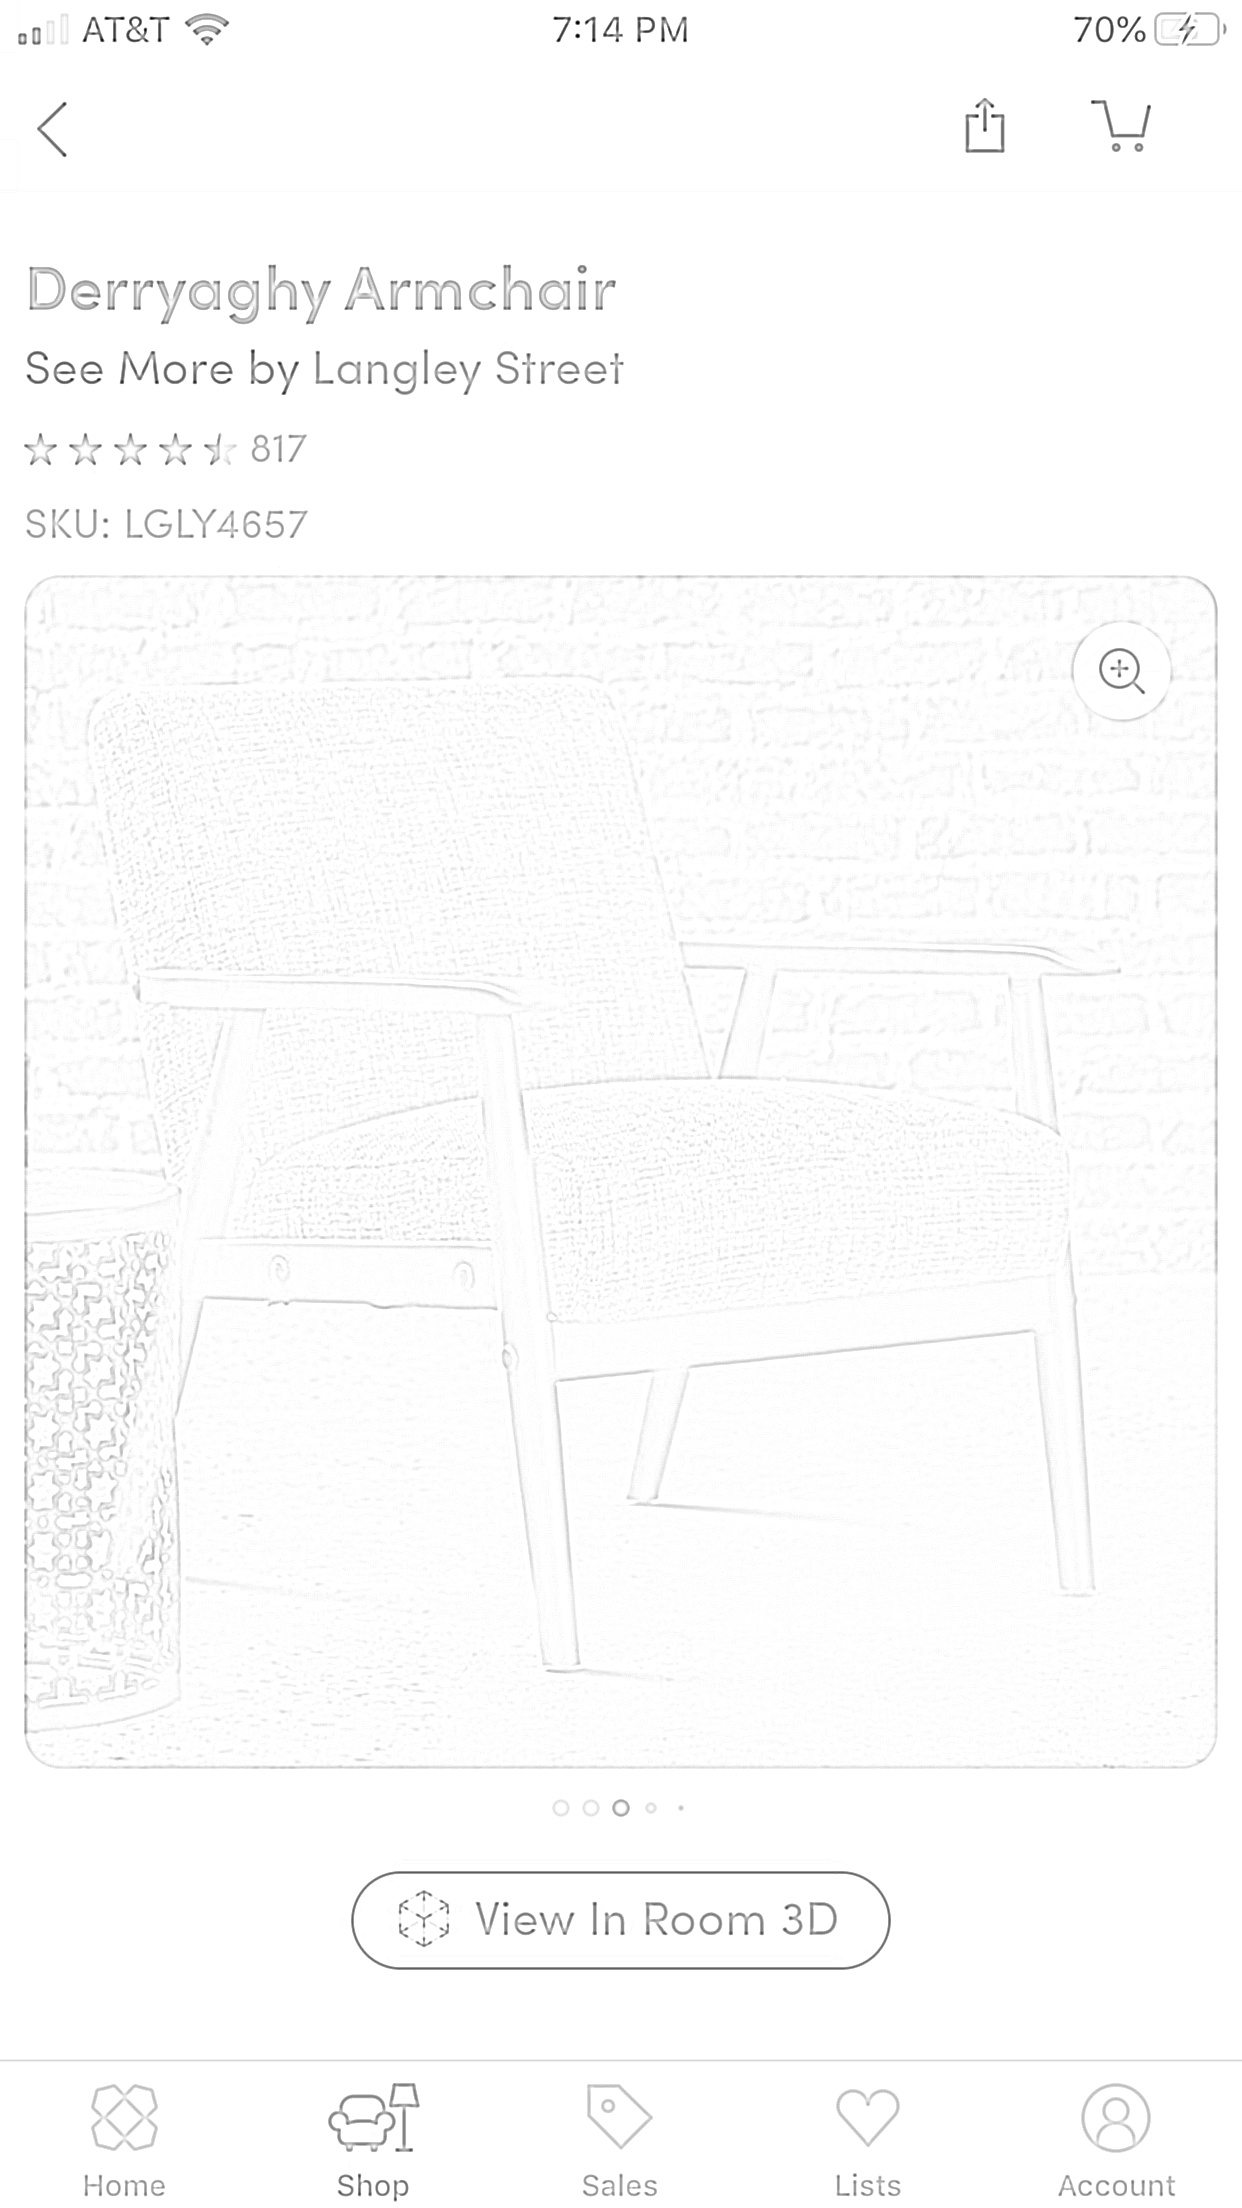 AT&T 7:14 PM 70%
Derryaghy Armchair
See More by Langley Street
817
SKU: LGLY4657
View In Room 3D
Home Shop Sales Lists Account